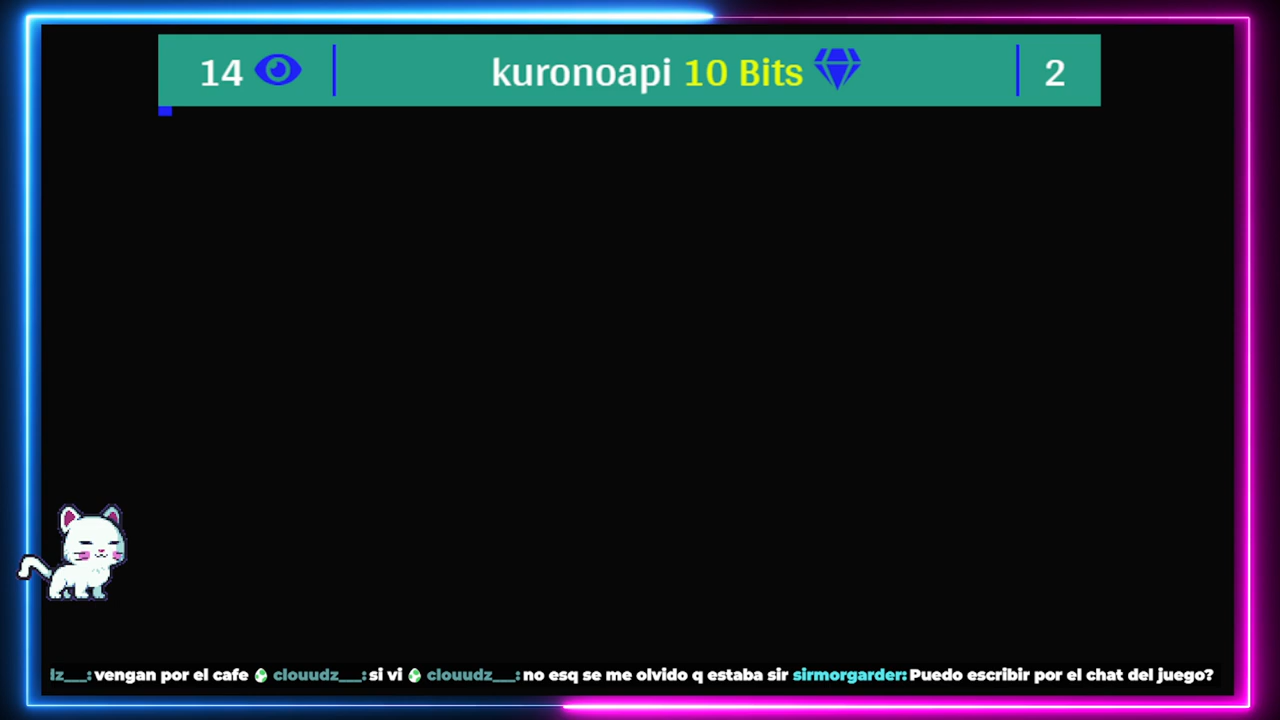 14 kuronoapi 10 Bits 2
lz___: vengan por el cafe clouudz___: si vi clouudz___: no esq se me olvido q estaba sir sirmorgarder: Puedo escribir por el chat del juego?